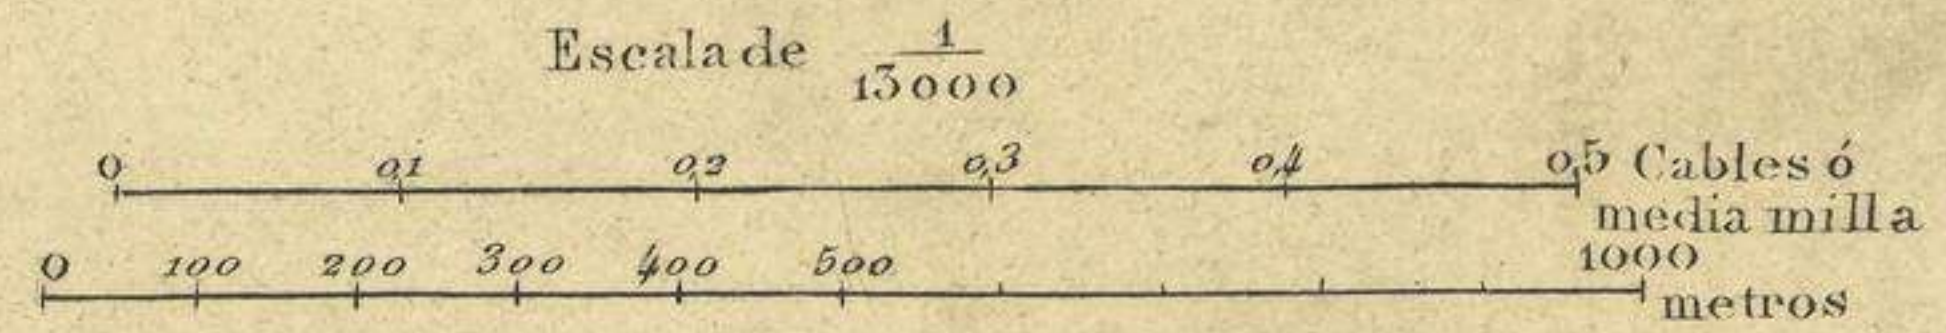 Escala de 1/13000
0 0,1 0,2 0,3 0,4 0,5 Cables ó
media milla
0 100 200 300 400 500 1000
metros